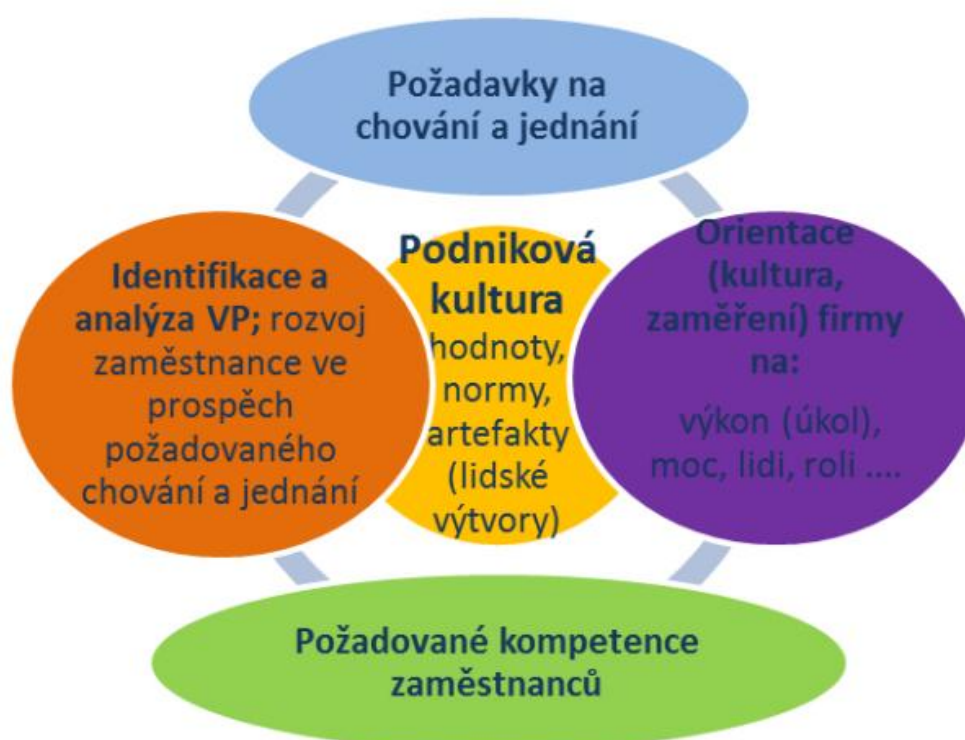 Požadavky na
chování a jednání
Identifikace a
analýza VP; rozvoj
zaměstnance ve
prospěch
požadovaného
chování a jednání
Podniková
kultura
hodnoty,
normy,
artefakty
(lidské
výtvory)
Orientace
(kultura,
zaměření) firmy
na:
výkon (úkol),
moc, lidi, roli ....
Požadované kompetence
zaměstnanců